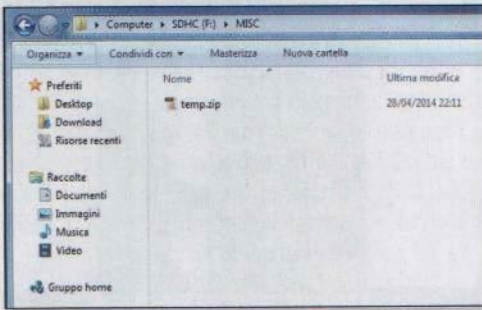 Computer ▸ SDHC (F:) ▸ MISC
Organizza Condividi con Masterizza Nuova cartella
Preferiti
Desktop
Download
Risorse recenti
Raccolte
Documenti
Immagini
Musica
Video
Gruppo home
Nome Ultima modifica
temp.zip 28/04/2014 22:11